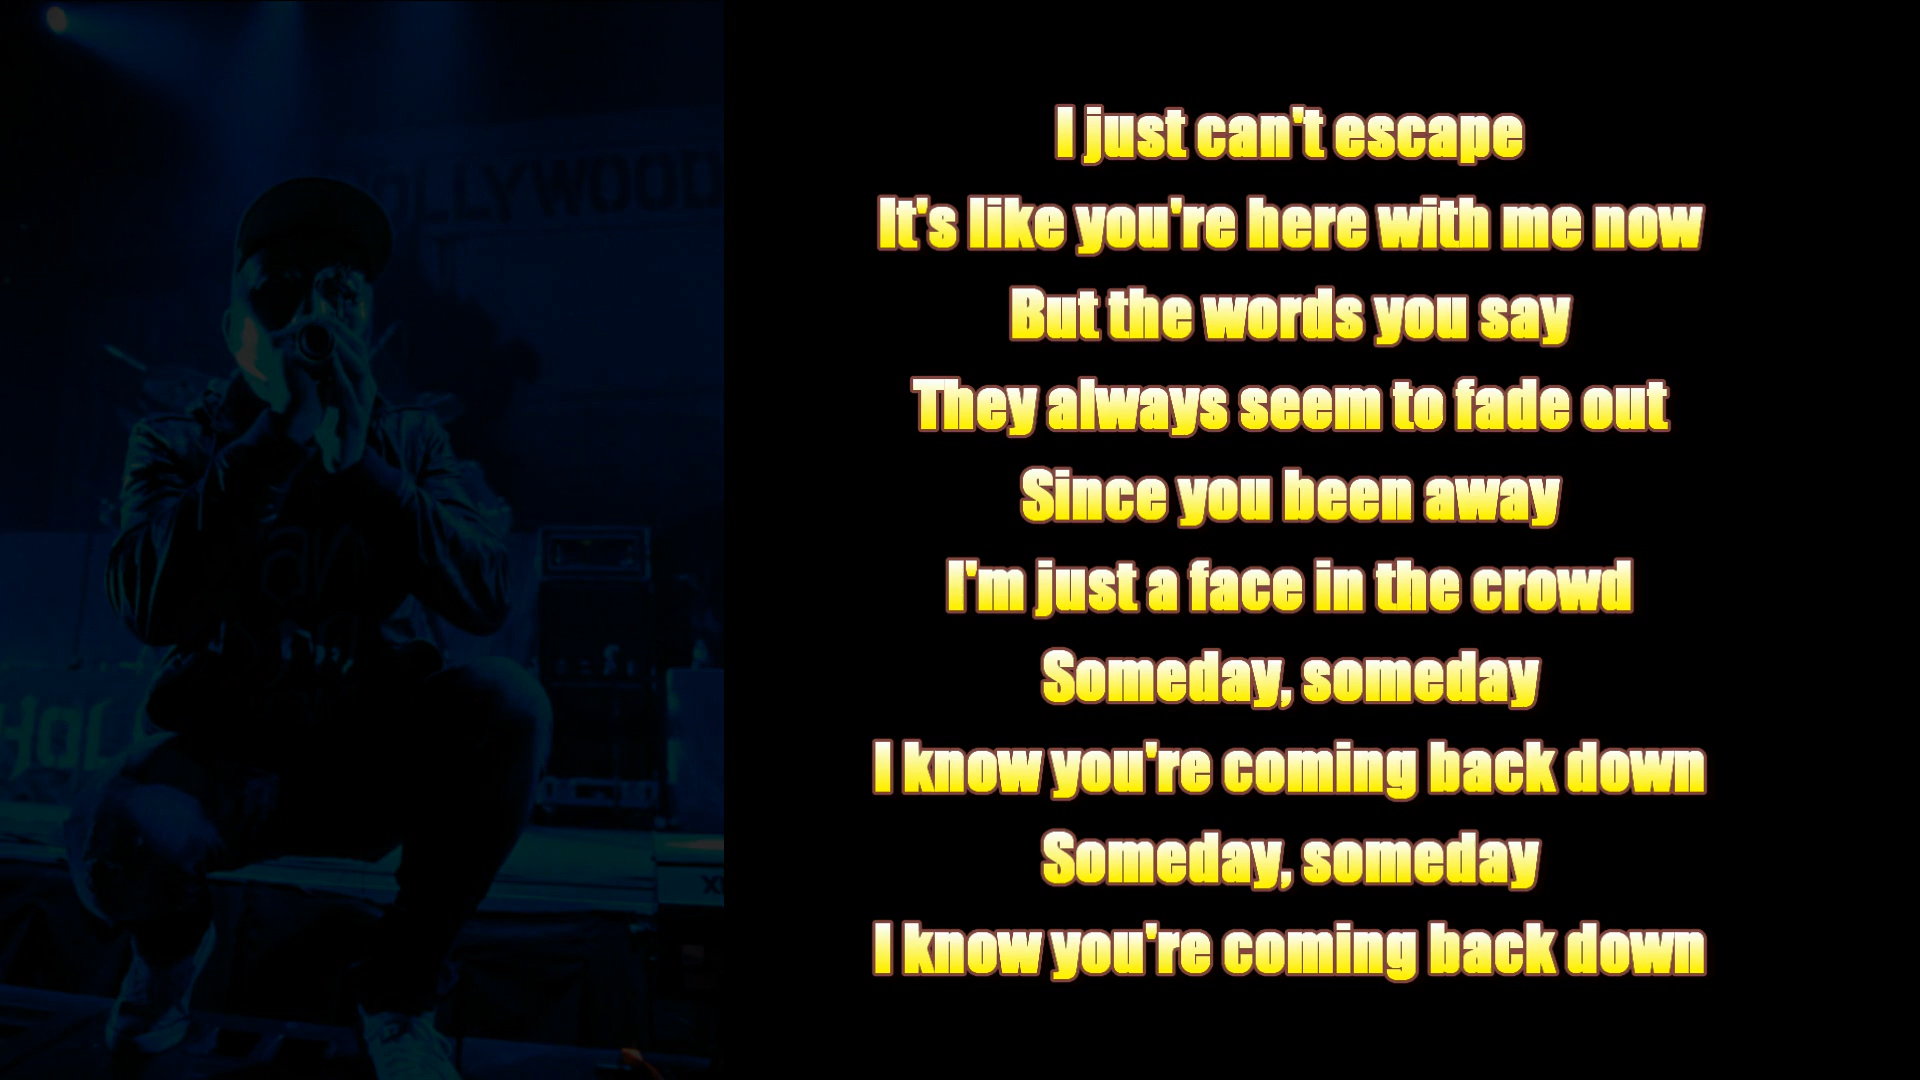 HOLLYWOOD
HOLL
I just can't escape
It's like you're here with me now
But the words you say
They always seem to fade out
Since you been away
I'm just a face in the crowd
Someday, someday
I know you're coming back down
Someday, someday
I know you're coming back down